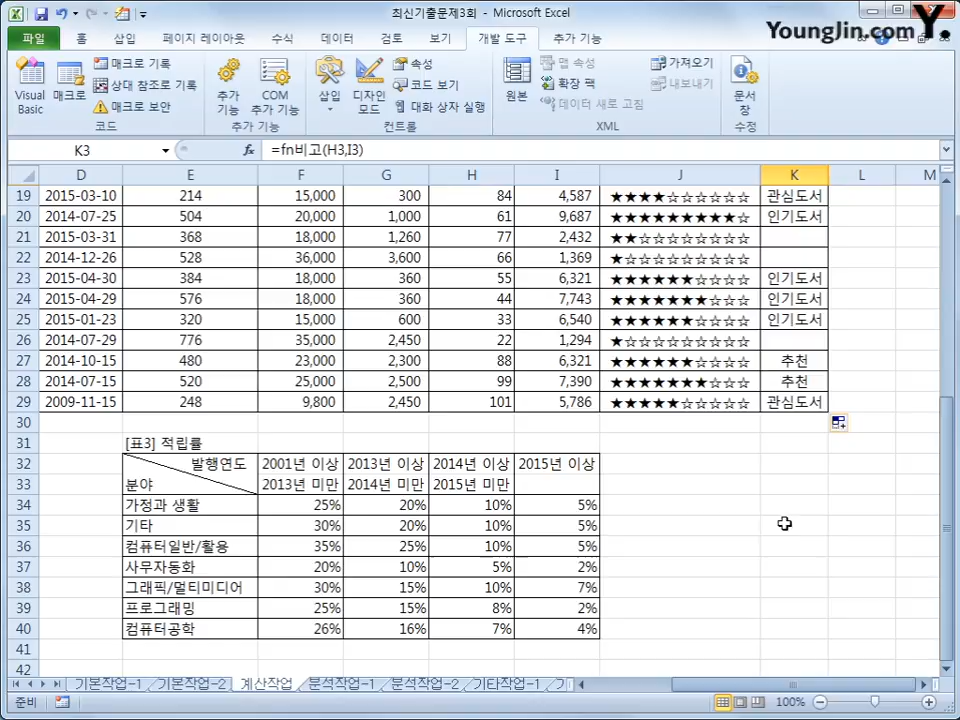 최신기출문제3회 - Microsoft Excel
YoungJin.com Y.
파일 홈 삽입 페이지 레이아웃 수식 데이터 검토 보기 개발 도구 추가 기능
Visual Basic
매크로
매크로 기록
상대 참조로 기록
매크로 보안
코드
추가 기능
COM 추가 기능
추가 기능
삽입
디자인 모드
속성
코드 보기
대화 상자 실행
컨트롤
원본
맵 속성
확장 팩
데이터 새로 고침
가져오기
내보내기
XML
문서 창
수정
K3 fx =fn비고(H3,I3)
D E F G H I J K L M
19 2015-03-10 214 15,000 300 84 4,587 ★★★★☆☆☆☆☆☆ 관심도서
20 2014-07-25 504 20,000 1,000 61 9,687 ★★★★★★★★★☆ 인기도서
21 2015-03-31 368 18,000 1,260 77 2,432 ★★☆☆☆☆☆☆☆☆
22 2014-12-26 528 36,000 3,600 66 1,369 ★☆☆☆☆☆☆☆☆☆
23 2015-04-30 384 18,000 360 55 6,321 ★★★★★★☆☆☆☆ 인기도서
24 2015-04-29 576 18,000 360 44 7,743 ★★★★★★★☆☆☆ 인기도서
25 2015-01-23 320 15,000 600 33 6,540 ★★★★★★☆☆☆☆ 인기도서
26 2014-07-29 776 35,000 2,450 22 1,294 ★☆☆☆☆☆☆☆☆☆
27 2014-10-15 480 23,000 2,300 88 6,321 ★★★★★★☆☆☆☆ 추천
28 2014-07-15 520 25,000 2,500 99 7,390 ★★★★★★★☆☆☆ 추천
29 2009-11-15 248 9,800 2,450 101 5,786 ★★★★★☆☆☆☆☆ 관심도서
30
31 [표3] 적립률
32 발행연도 2001년 이상 2013년 이상 2014년 이상 2015년 이상
33 분야 2013년 미만 2014년 미만 2015년 미만
34 가정과 생활 25% 20% 10% 5%
35 기타 30% 20% 10% 5%
36 컴퓨터일반/활용 35% 25% 10% 5%
37 사무자동화 20% 10% 5% 2%
38 그래픽/멀티미디어 30% 15% 10% 7%
39 프로그래밍 25% 15% 8% 2%
40 컴퓨터공학 26% 16% 7% 4%
41
42
기본작업-1 기본작업-2 계산작업 분석작업-1 분석작업-2 기타작업-1
준비 100%